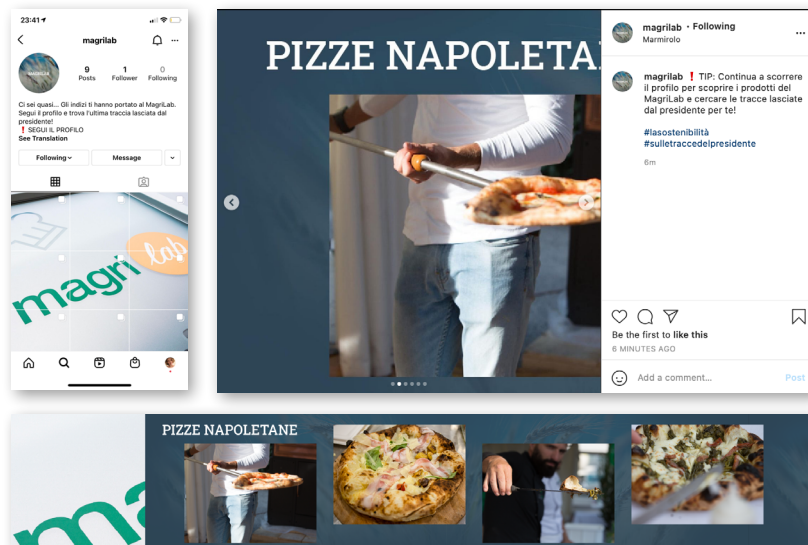 23:41
magrilab
9
1
0
Posts
Follower
Following
Ci sei quasi... Gli indizi ti hanno portato al MagriLab.
Segui il profilo e trova l'ultima traccia lasciata dal
presidente!
❗ SEGUI IL PROFILO
See Translation
Following
Message
magri lab
PIZZE NAPOLETA
magrilab • Following
Marmirolo
magrilab ❗ TIP: Continua a scorrere
il profilo per scoprire i prodotti del
MagriLab e cercare le tracce lasciate
dal presidente per te!
#lasostenibilità
#sulletraccedelpresidente
6m
Be the first to like this
6 MINUTES AGO
Add a comment...
Post
PIZZE NAPOLETANE
ma